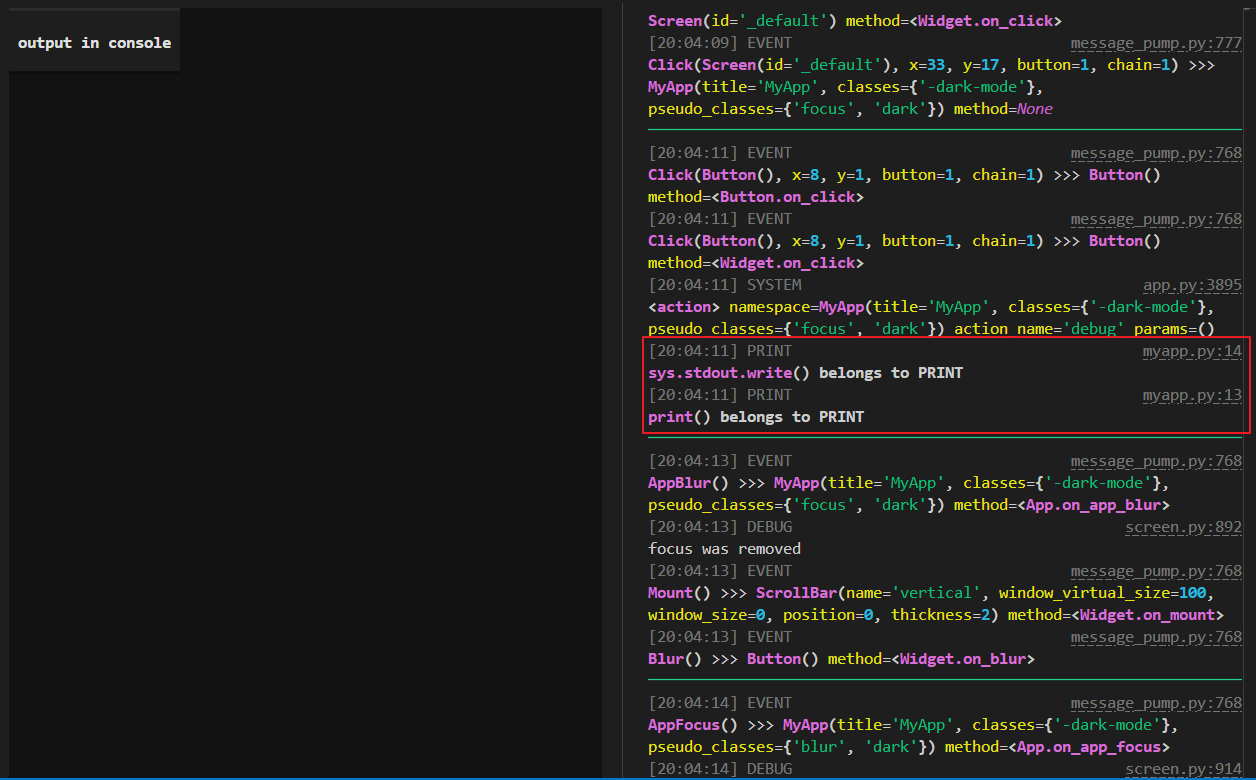 output in console
Screen(id='_default') method=<Widget.on_click>
[20:04:09] EVENT message_pump.py:777
Click(Screen(id='_default'), x=33, y=17, button=1, chain=1) >>>
MyApp(title='MyApp', classes={'-dark-mode'},
pseudo_classes={'focus', 'dark'}) method=None
[20:04:11] EVENT message_pump.py:768
Click(Button(), x=8, y=1, button=1, chain=1) >>> Button()
method=<Button.on_click>
[20:04:11] EVENT message_pump.py:768
Click(Button(), x=8, y=1, button=1, chain=1) >>> Button()
method=<Widget.on_click>
[20:04:11] SYSTEM app.py:3895
<action> namespace=MyApp(title='MyApp', classes={'-dark-mode'},
pseudo_classes={'focus', 'dark'}) action_name='debug' params=()
[20:04:11] PRINT myapp.py:14
sys.stdout.write() belongs to PRINT
[20:04:11] PRINT myapp.py:13
print() belongs to PRINT
[20:04:13] EVENT message_pump.py:768
AppBlur() >>> MyApp(title='MyApp', classes={'-dark-mode'},
pseudo_classes={'focus', 'dark'}) method=<App.on_app_blur>
[20:04:13] DEBUG screen.py:892
focus was removed
[20:04:13] EVENT message_pump.py:768
Mount() >>> ScrollBar(name='vertical', window_virtual_size=100,
window_size=0, position=0, thickness=2) method=<Widget.on_mount>
[20:04:13] EVENT message_pump.py:768
Blur() >>> Button() method=<Widget.on_blur>
[20:04:14] EVENT message_pump.py:768
AppFocus() >>> MyApp(title='MyApp', classes={'-dark-mode'},
pseudo_classes={'blur', 'dark'}) method=<App.on_app_focus>
[20:04:14] DEBUG screen.py:914